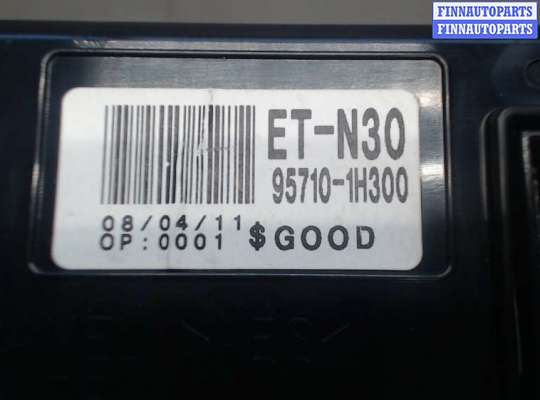 FINNAUTOPARTS
FINNAUTOPARTS
ET-N30
95710-1H300
08/04/11
OP:0001 $GOOD